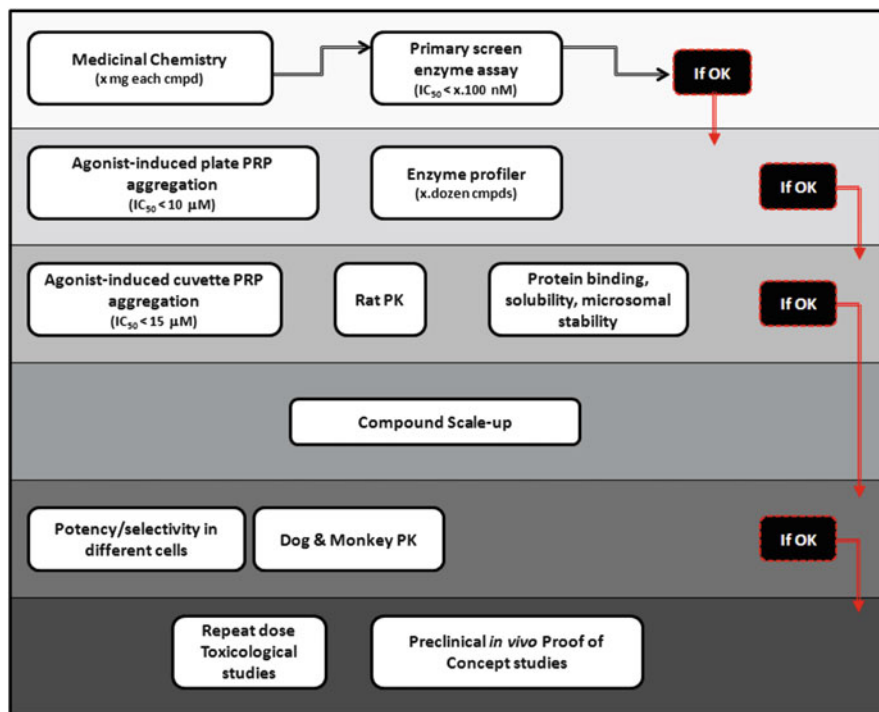 Medicinal Chemistry
(x mg each cmpd)
Primary screen
enzyme assay
(IC₅₀ < x.100 nM)
If OK
Agonist-induced plate PRP
aggregation
(IC₅₀ < 10 µM)
Enzyme profiler
(x.dozen cmpds)
If OK
Agonist-induced cuvette PRP
aggregation
(IC₅₀ < 15 µM)
Rat PK
Protein binding,
solubility, microsomal
stability
If OK
Compound Scale-up
Potency/selectivity in
different cells
Dog & Monkey PK
If OK
Repeat dose
Toxicological
studies
Preclinical in vivo Proof of
Concept studies